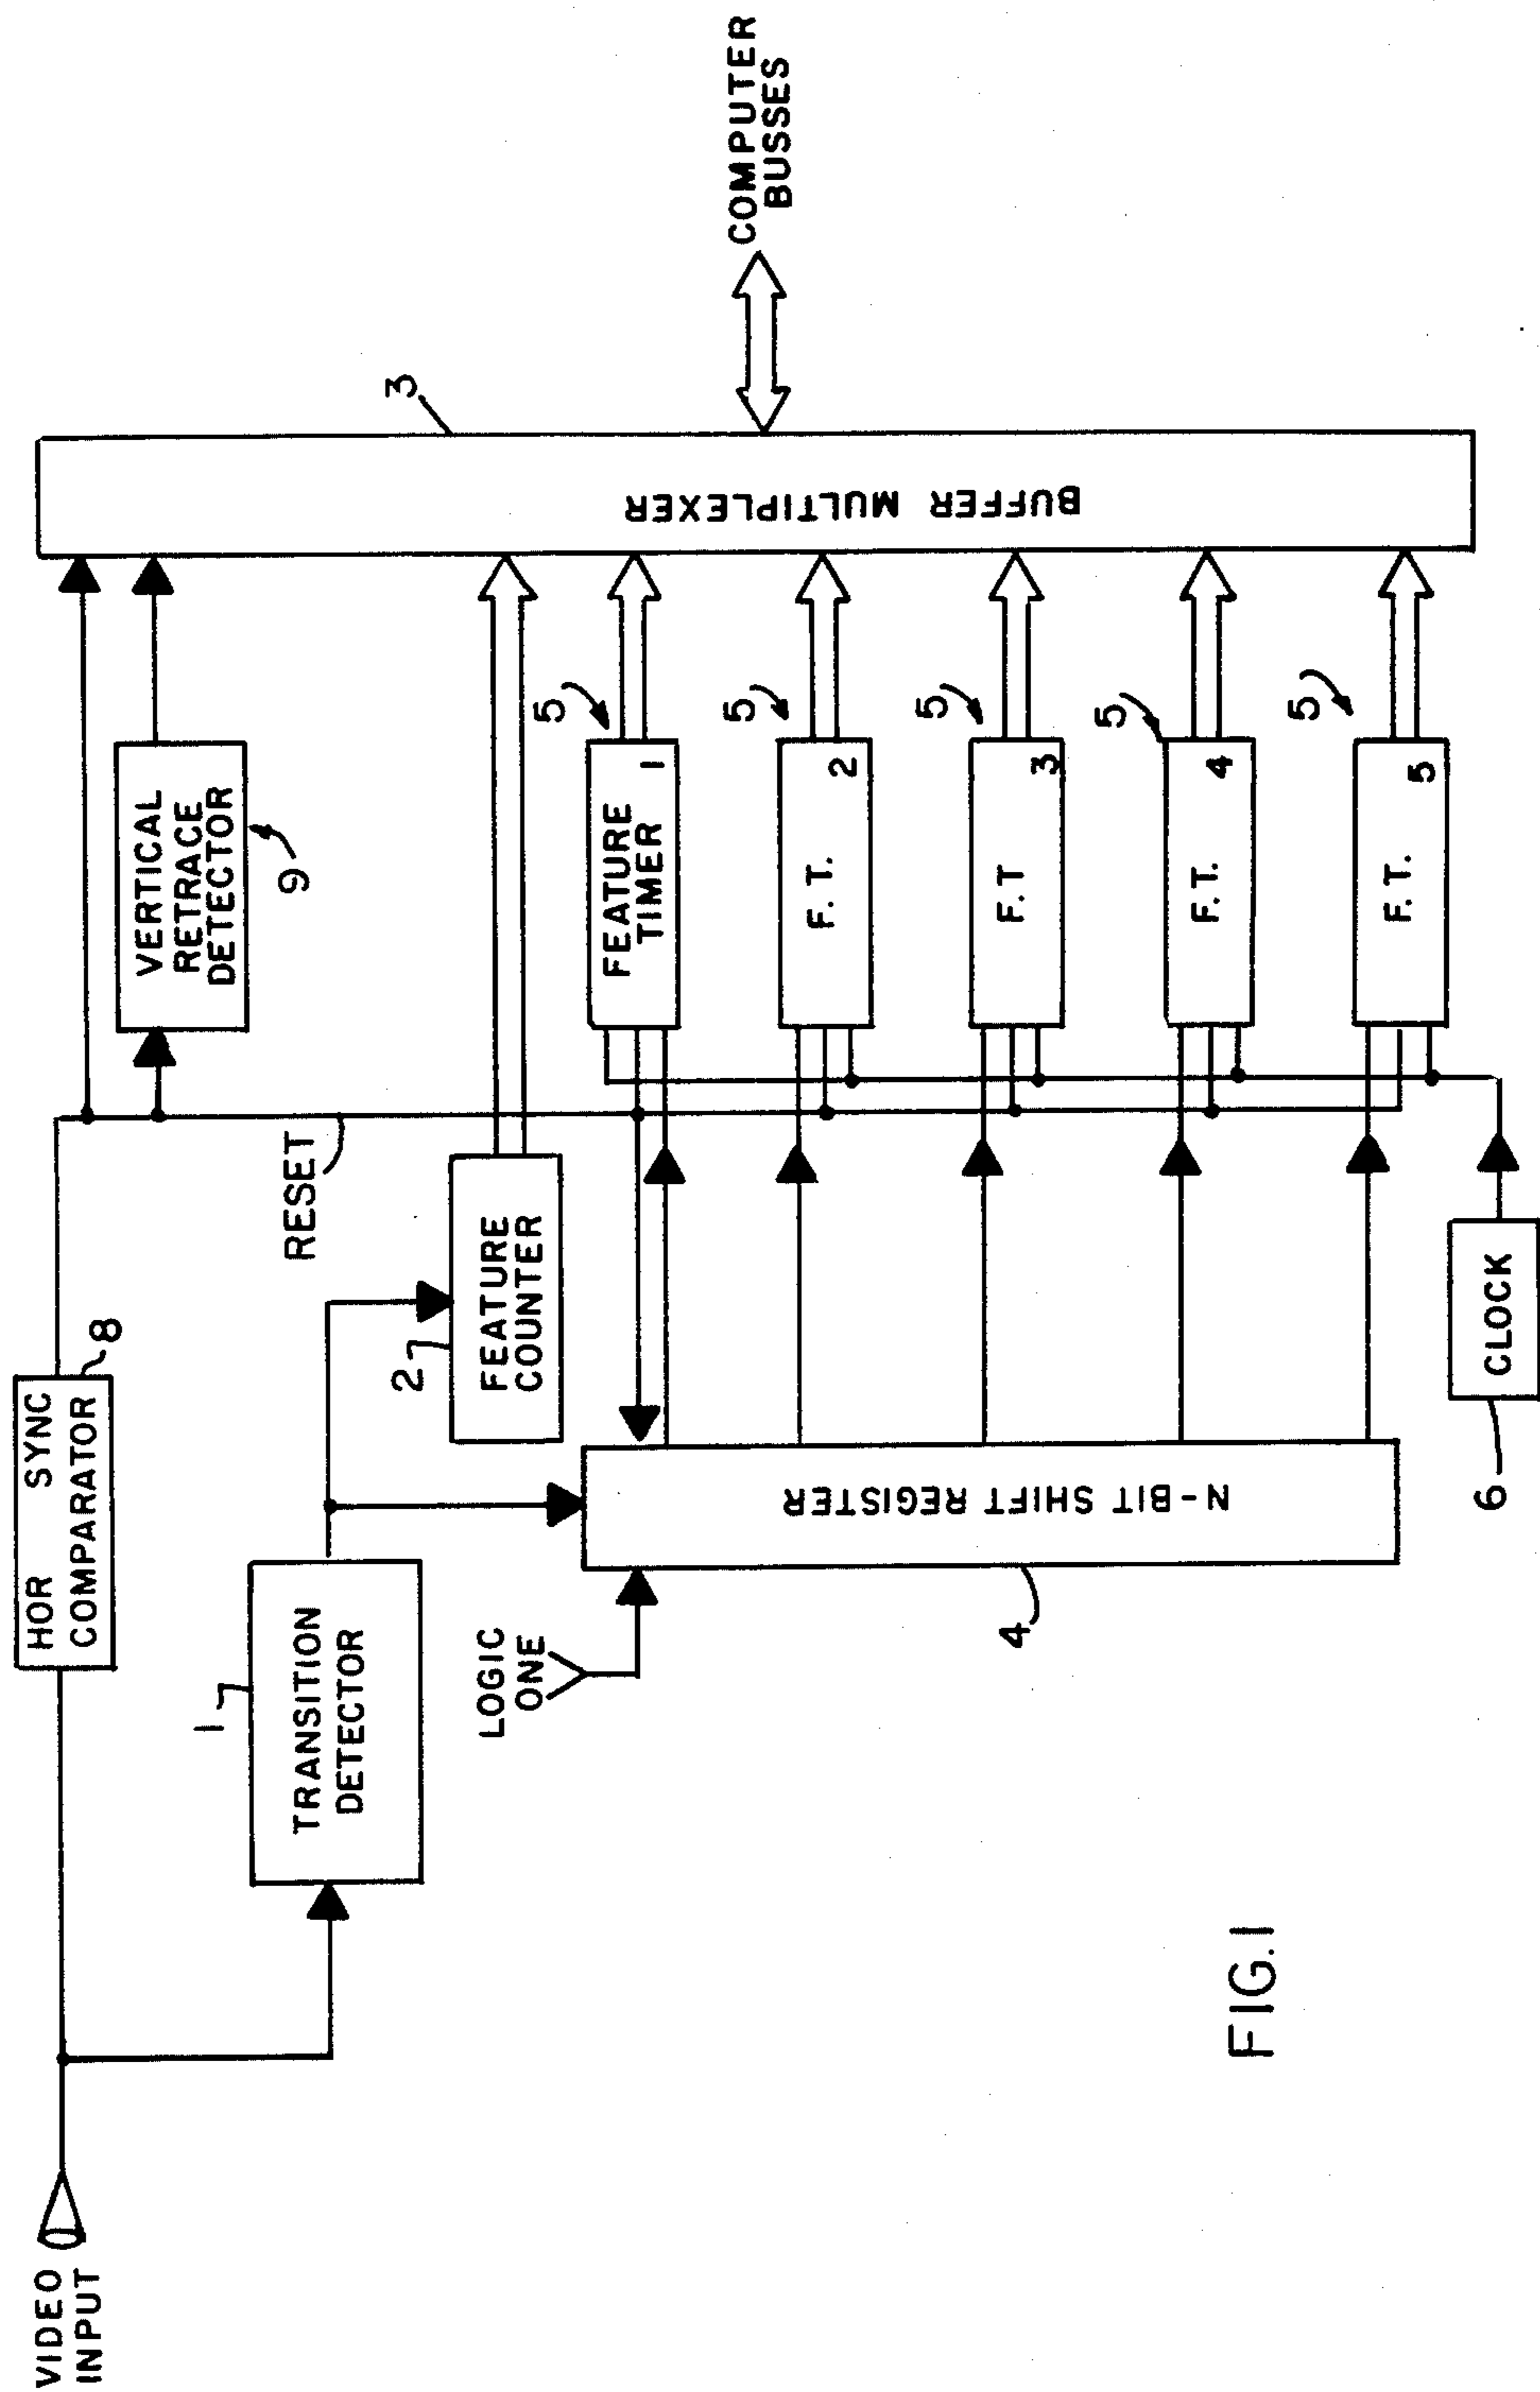 VIDEO
INPUT
HOR SYNC
COMPARATOR
8
1
TRANSITION
DETECTOR
LOGIC
ONE
4
N-BIT SHIFT REGISTER
2
FEATURE
COUNTER
RESET
6
CLOCK
VERTICAL
RETRACE
DETECTOR
9
5
FEATURE
TIMER
1
5
F. T.
2
5
F. T
3
5
F. T.
4
5
F. T.
5
3
BUFFER MULTIPLEXER
COMPUTER
BUSSES
FIG. 1